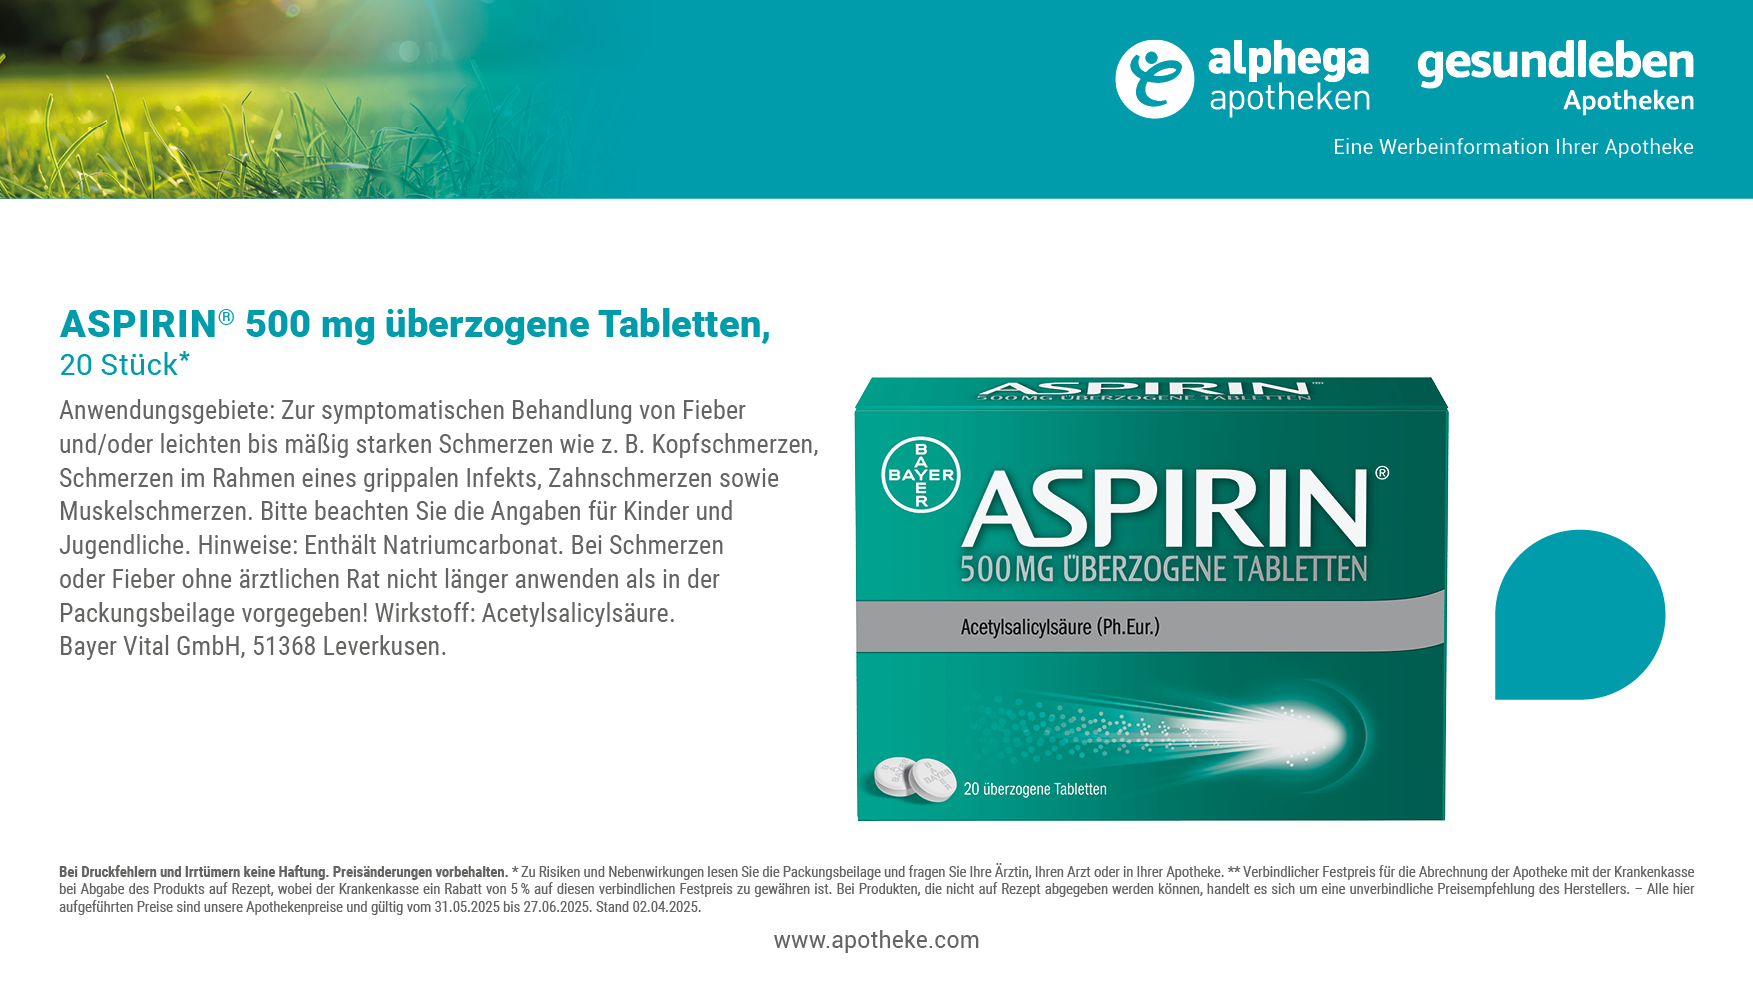 alphega
apotheken
gesundleben
Apotheken
Eine Werbeinformation Ihrer Apotheke
ASPIRIN® 500 mg überzogene Tabletten,
20 Stück*
Anwendungsgebiete: Zur symptomatischen Behandlung von Fieber
und/oder leichten bis mäßig starken Schmerzen wie z. B. Kopfschmerzen,
Schmerzen im Rahmen eines grippalen Infekts, Zahnschmerzen sowie
Muskelschmerzen. Bitte beachten Sie die Angaben für Kinder und
Jugendliche. Hinweise: Enthält Natriumcarbonat. Bei Schmerzen
oder Fieber ohne ärztlichen Rat nicht länger anwenden als in der
Packungsbeilage vorgegeben! Wirkstoff: Acetylsalicylsäure.
Bayer Vital GmbH, 51368 Leverkusen.
ASPIRIN
500 MG ÜBERZOGENE TABLETTEN
BAYER
BAYER
ASPIRIN®
500 MG ÜBERZOGENE TABLETTEN
Acetylsalicylsäure (Ph.Eur.)
BAYER
BAYER
20 überzogene Tabletten
Bei Druckfehlern und Irrtümern keine Haftung. Preisänderungen vorbehalten. * Zu Risiken und Nebenwirkungen lesen Sie die Packungsbeilage und fragen Sie Ihre Ärztin, Ihren Arzt oder in Ihrer Apotheke. ** Verbindlicher Festpreis für die Abrechnung der Apotheke mit der Krankenkasse
bei Abgabe des Produkts auf Rezept, wobei der Krankenkasse ein Rabatt von 5 % auf diesen verbindlichen Festpreis zu gewähren ist. Bei Produkten, die nicht auf Rezept abgegeben werden können, handelt es sich um eine unverbindliche Preisempfehlung des Herstellers. – Alle hier
aufgeführten Preise sind unsere Apothekenpreise und gültig vom 31.05.2025 bis 27.06.2025. Stand 02.04.2025.
www.apotheke.com